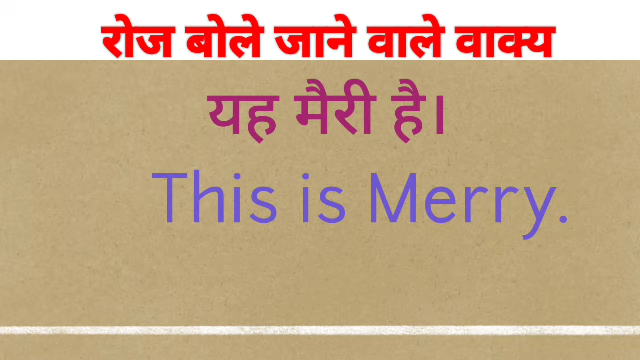 रोज बोले जाने वाले वाक्य
यह मैरी है।
This is Merry.